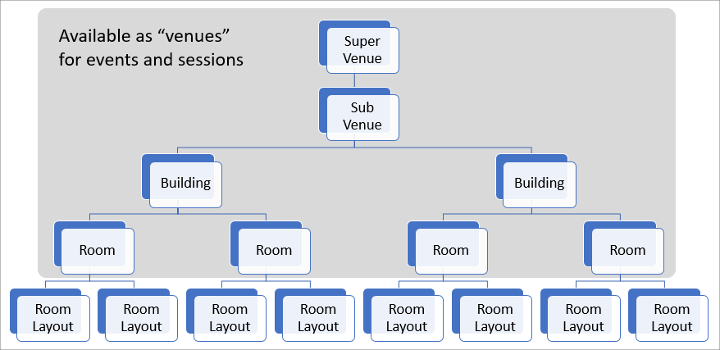 Available as “venues”
for events and sessions
Super
Venue
Sub
Venue
Building
Building
Room
Room
Room
Room
Room
Layout
Room
Layout
Room
Layout
Room
Layout
Room
Layout
Room
Layout
Room
Layout
Room
Layout